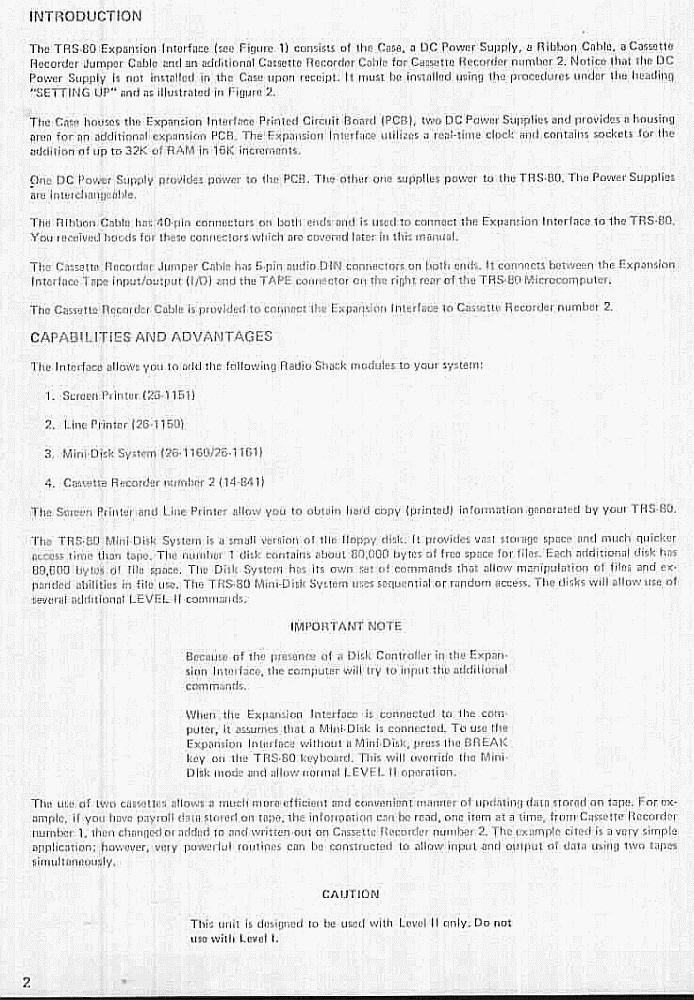 INTRODUCTION
The TRS-80 Expansion Interface (see Figure 1) consists of the Case, a DC Power Supply, a Ribbon Cable, a Cassette
Recorder Jumper Cable and an additional Cassette Recorder Cable for Cassette Recorder number 2. Notice that the DC
Power Supply is not installed in the Case upon receipt. It must be installed using the procedures under the heading
"SETTING UP" and as illustrated in Figure 2.
The Case houses the Expansion Interface Printed Circuit Board (PCB), two DC Power Supplies and provides a housing
area for an additional expansion PCB. The Expansion Interface utilizes a real-time clock and contains sockets for the
addition of up to 32K of RAM in 16K increments.
One DC Power Supply provides power to the PCB. The other one supplies power to the TRS-80. The Power Supplies
are interchangeable.
The Ribbon Cable has 40-pin connectors on both ends and is used to connect the Expansion Interface to the TRS-80.
You received hoods for these connectors which are covered later in this manual.
The Cassette Recorder Jumper Cable has 5-pin audio DIN connectors on both ends. It connects between the Expansion
Interface Tape input/output (I/O) and the TAPE connector on the right rear of the TRS-80 Microcomputer.
The Cassette Recorder Cable is provided to connect the Expansion Interface to Cassette Recorder number 2.
CAPABILITIES AND ADVANTAGES
The Interface allows you to add the following Radio Shack modules to your system:
1. Screen Printer (26-1151)
2. Line Printer (26-1150)
3. Mini-Disk System (26-1160/26-1161)
4. Cassette Recorder number 2 (14-841)
The Screen Printer and Line Printer allow you to obtain hard copy (printed) information generated by your TRS-80.
The TRS-80 Mini-Disk System is a small version of the floppy disk. It provides vast storage space and much quicker
access time than tape. The number 1 disk contains about 80,000 bytes of free space for files. Each additional disk has
89,600 bytes of file space. The Disk System has its own set of commands that allow manipulation of files and ex-
panded abilities in file use. The TRS-80 Mini-Disk System uses sequential or random access. The disks will allow use of
several additional LEVEL II commands.
IMPORTANT NOTE
Because of the presence of a Disk Controller in the Expan-
sion Interface, the computer will try to input the additional
commands.
When the Expansion Interface is connected to the com-
puter, it assumes that a Mini-Disk is connected. To use the
Expansion Interface without a Mini-Disk, press the BREAK
key on the TRS-80 keyboard. This will override the Mini-
Disk mode and allow normal LEVEL II operation.
The use of two cassettes allows a much more efficient and convenient manner of updating data stored on tape. For ex-
ample, if you have payroll data stored on tape, the information can be read, one item at a time, from Cassette Recorder
number 1, then changed or added to and written out on Cassette Recorder number 2. The example cited is a very simple
application; however, very powerful routines can be constructed to allow input and output of data using two tapes
simultaneously.
CAUTION
This unit is designed to be used with Level II only. Do not
use with Level I.
2